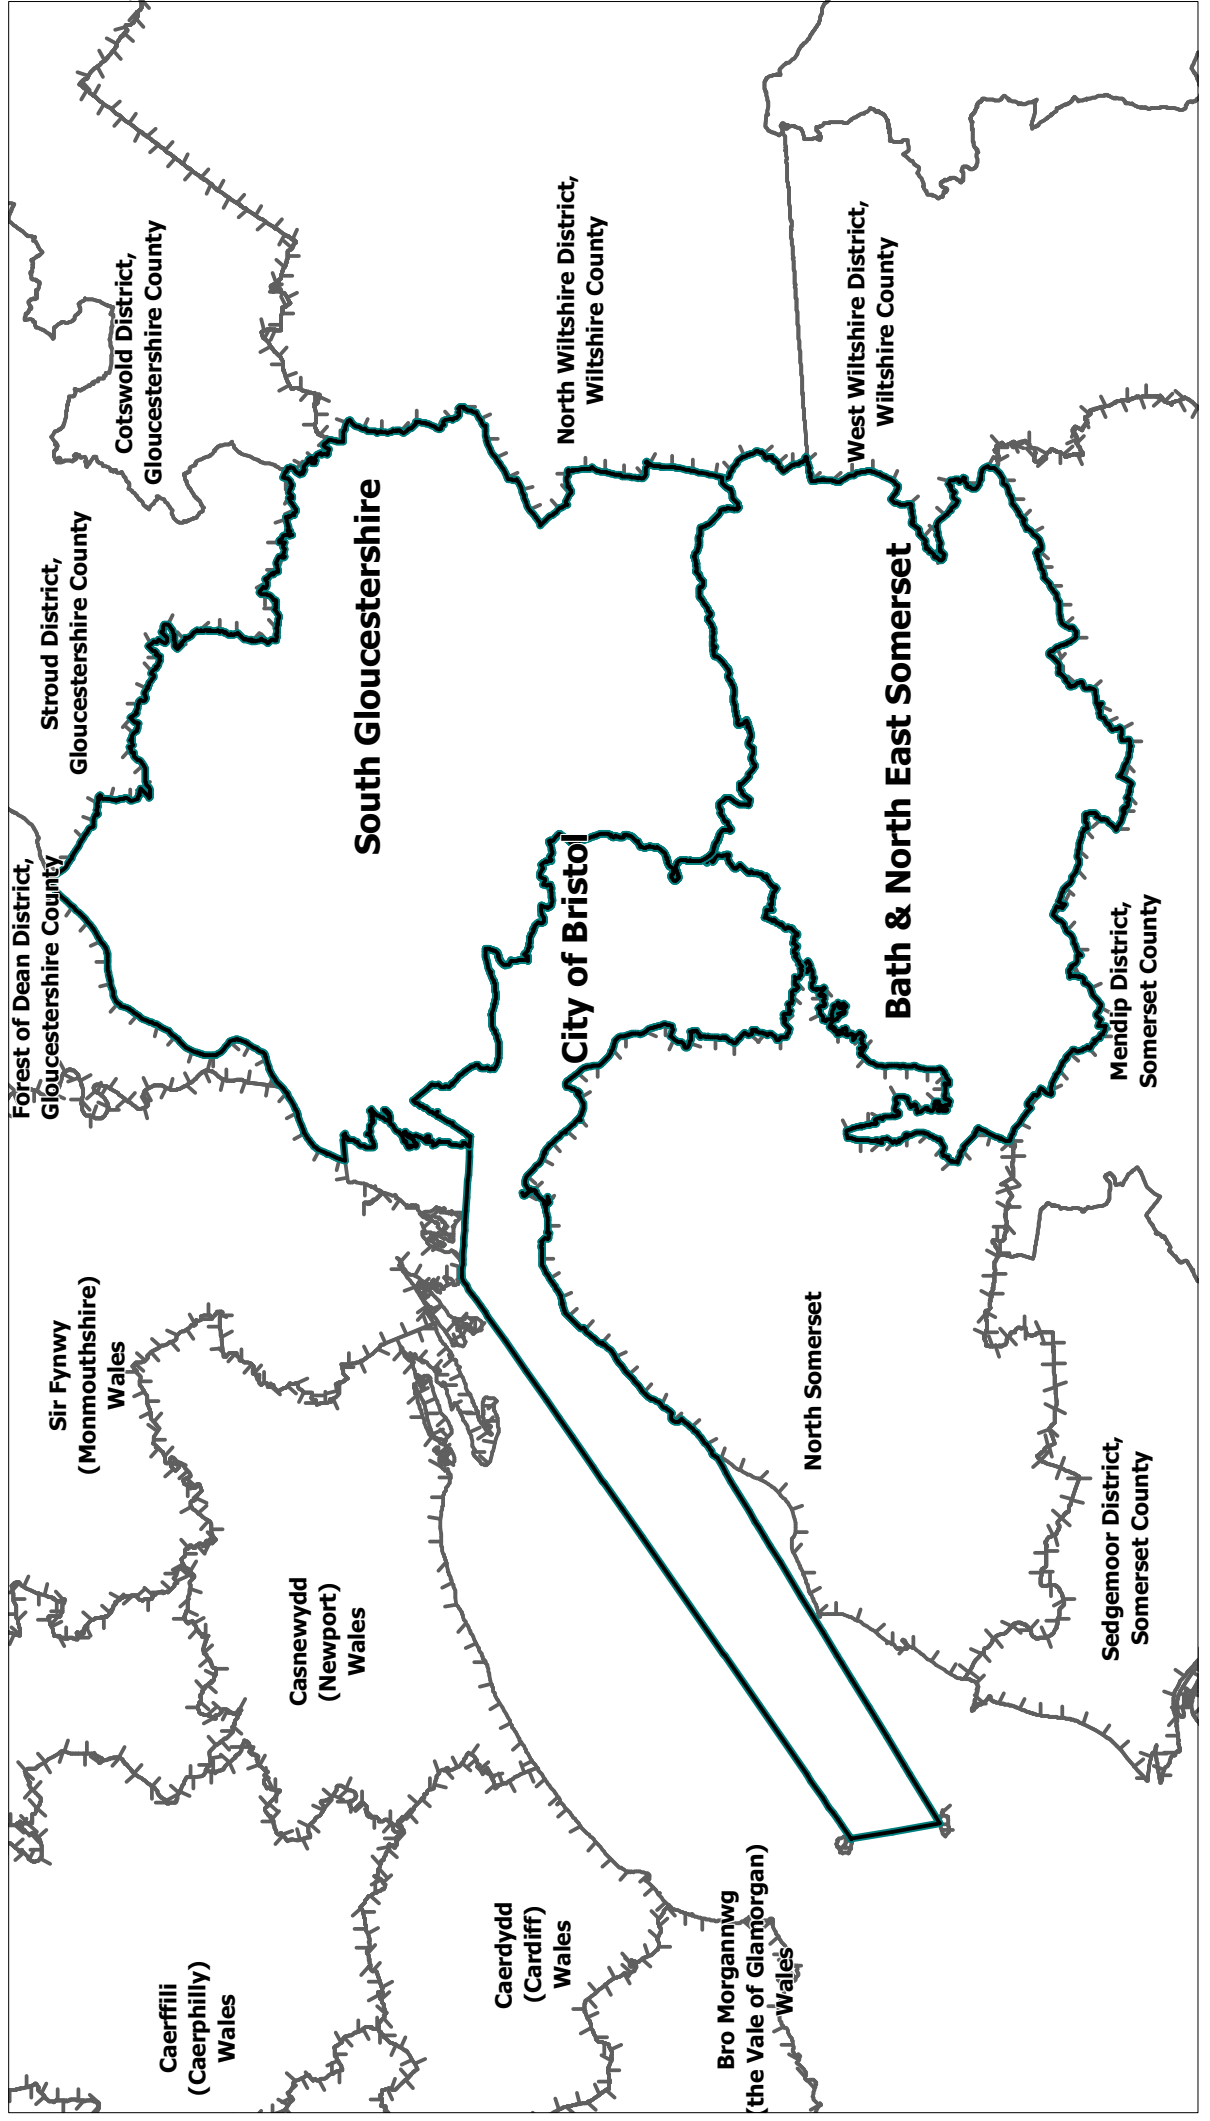 Forest of Dean District,
Gloucestershire County
Stroud District,
Gloucestershire County
Cotswold District,
Gloucestershire County
Sir Fynwy
(Monmouthshire)
Wales
Caerffili
(Caerphilly)
Wales
Casnewydd
(Newport)
Wales
South Gloucestershire
North Wiltshire District,
Wiltshire County
Caerdydd
(Cardiff)
Wales
City of Bristol
Bro Morgannwg
(the Vale of Glamorgan)
Wales
North Somerset
Bath & North East Somerset
West Wiltshire District,
Wiltshire County
Sedgemoor District,
Somerset County
Mendip District,
Somerset County